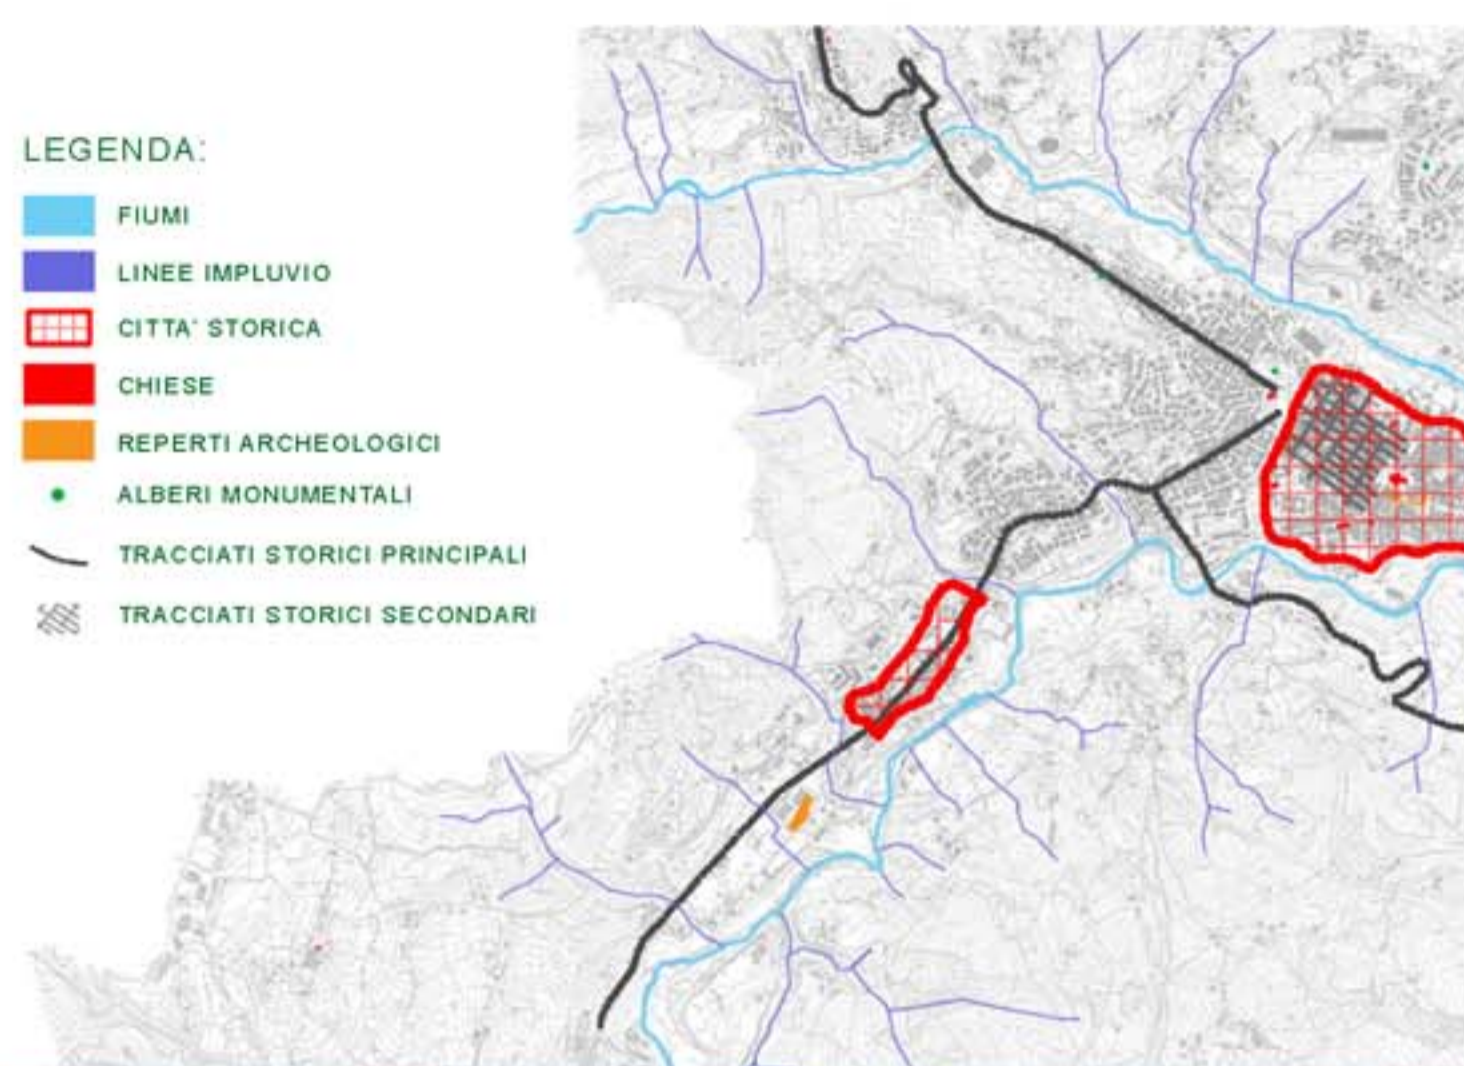 LEGENDA:
FIUMI
LINEE IMPLUVIO
CITTA' STORICA
CHIESE
REPERTI ARCHEOLOGICI
ALBERI MONUMENTALI
TRACCIATI STORICI PRINCIPALI
TRACCIATI STORICI SECONDARI